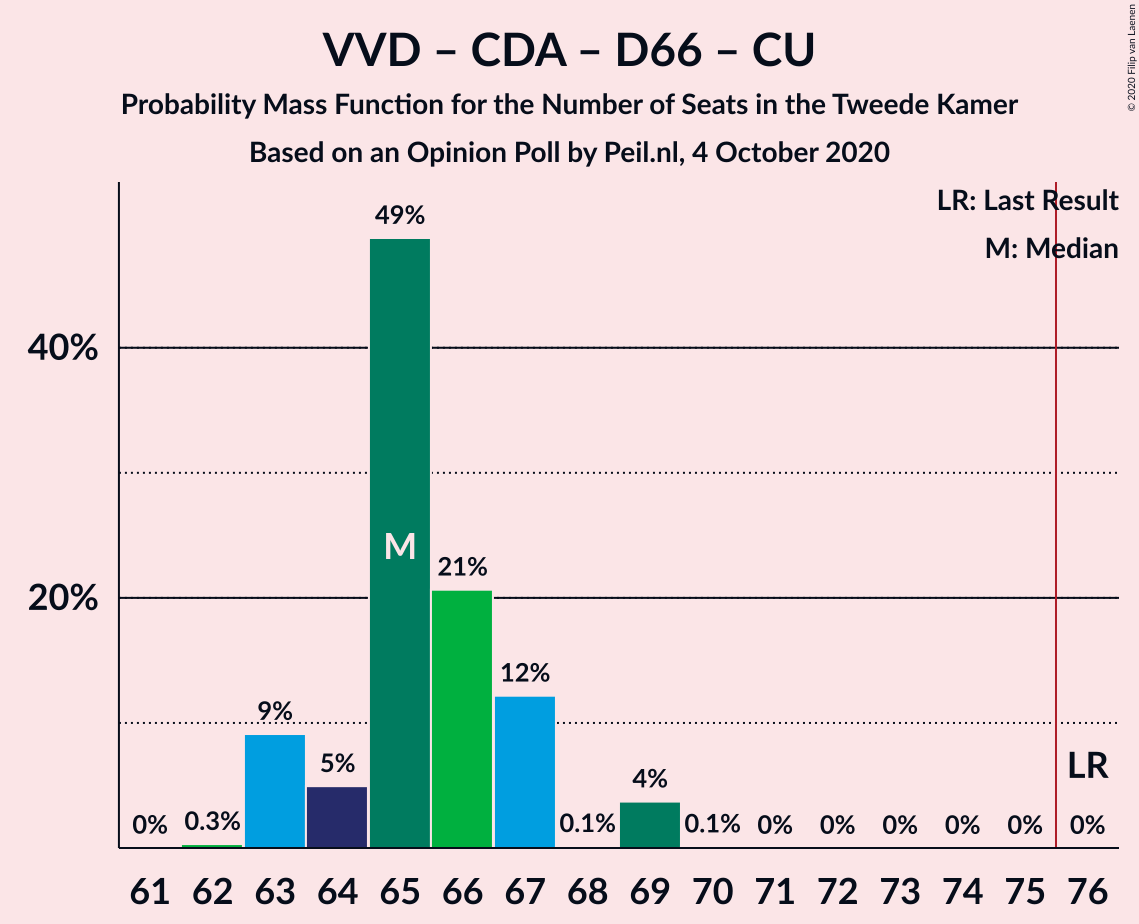 VVD – CDA – D66 – CU
Probability Mass Function for the Number of Seats in the Tweede Kamer
Based on an Opinion Poll by Peil.nl, 4 October 2020
© 2020 Filip van Laenen
LR: Last Result
M: Median
49%
40%
M
21%
20%
12%
9%
5%
LR
4%
0%
0.3%
0.1%
0.1%
0%
0%
0%
0%
0%
0%
61 62 63 64 65 66 67 68 69 70 71 72 73 74 75 76